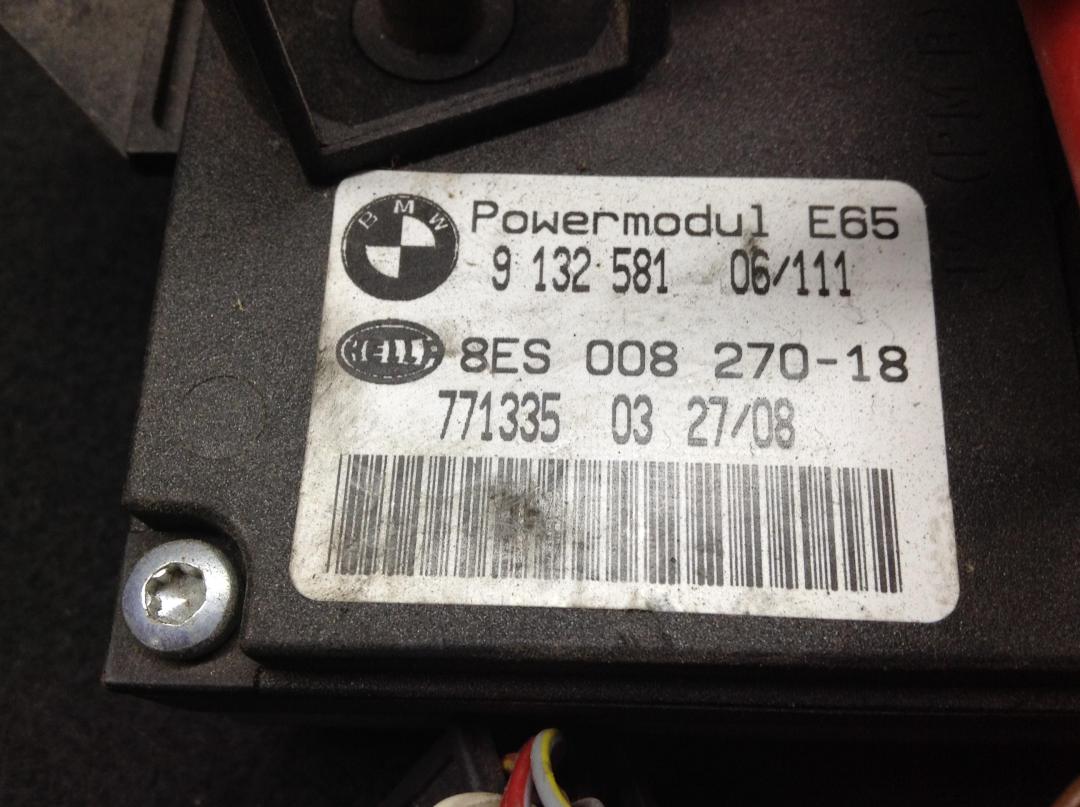 BMW Powermodul E65
9 132 581 06/111
HELLA 8ES 008 270-18
771335 03 27/08